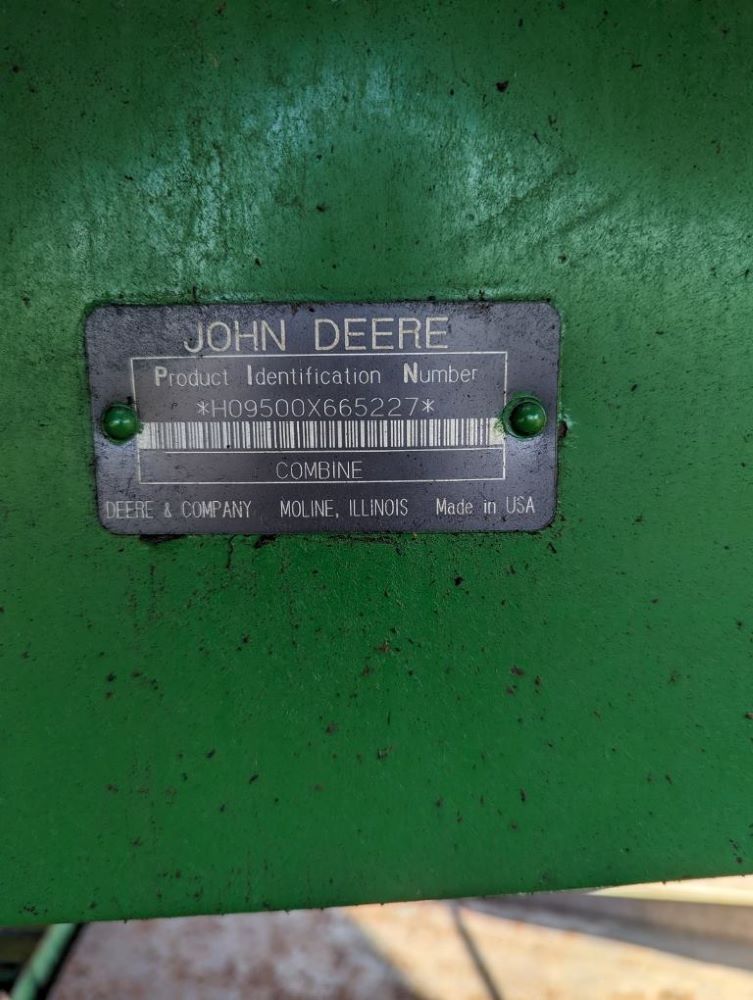 JOHN DEERE
Product Identification Number
*H09500X665227*
COMBINE
DEERE & COMPANY MOLINE, ILLINOIS Made in USA